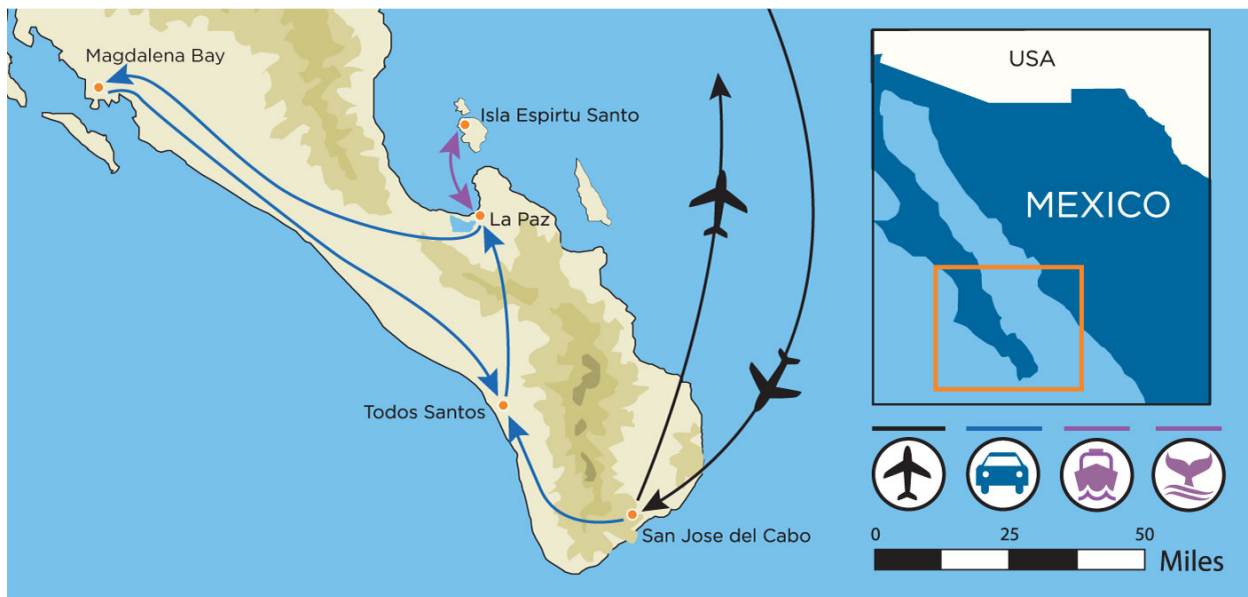 Magdalena Bay
Isla Espirtu Santo
La Paz
Todos Santos
San Jose del Cabo
USA
MEXICO
0 25 50
Miles